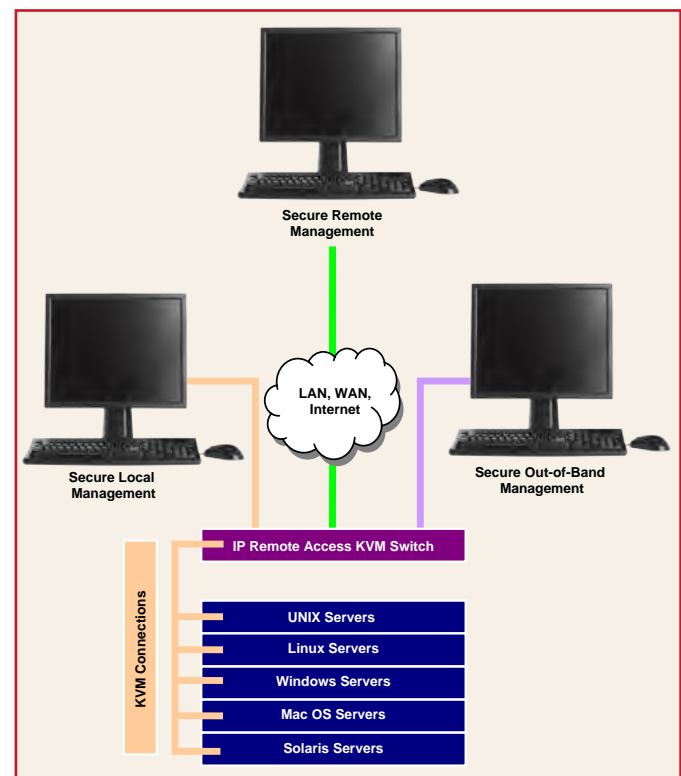 Secure Remote
Management
LAN, WAN,
Internet
Secure Local
Management
Secure Out-of-Band
Management
IP Remote Access KVM Switch
KVM Connections
UNIX Servers
Linux Servers
Windows Servers
Mac OS Servers
Solaris Servers